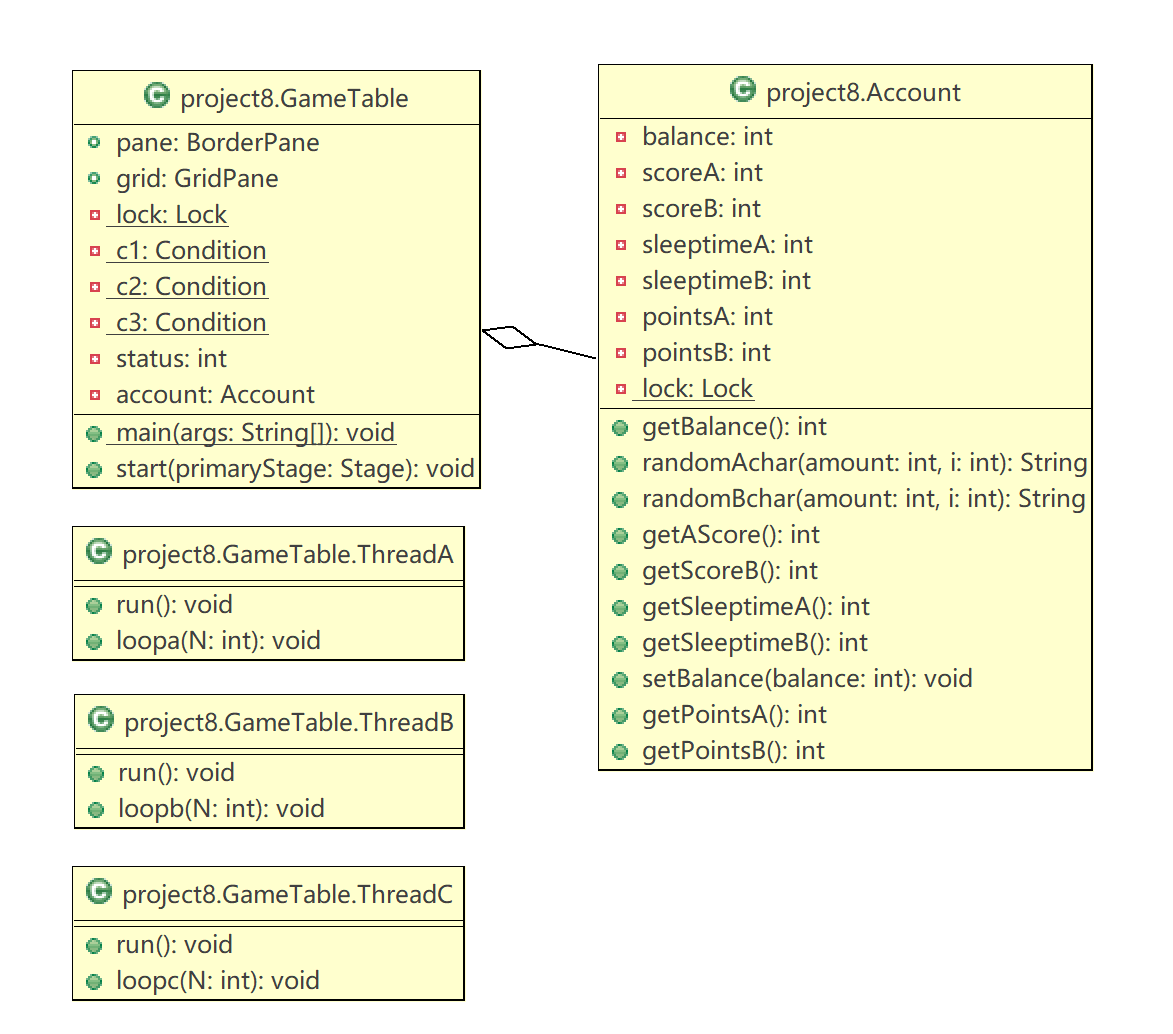 project8.GameTable
pane: BorderPane
grid: GridPane
lock: Lock
c1: Condition
c2: Condition
c3: Condition
status: int
account: Account
main(args: String[]): void
start(primaryStage: Stage): void
project8.GameTable.ThreadA
run(): void
loopa(N: int): void
project8.GameTable.ThreadB
run(): void
loopb(N: int): void
project8.GameTable.ThreadC
run(): void
loopc(N: int): void
project8.Account
balance: int
scoreA: int
scoreB: int
sleeptimeA: int
sleeptimeB: int
pointsA: int
pointsB: int
lock: Lock
getBalance(): int
randomAchar(amount: int, i: int): String
randomBchar(amount: int, i: int): String
getAScore(): int
getScoreB(): int
getSleeptimeA(): int
getSleeptimeB(): int
setBalance(balance: int): void
getPointsA(): int
getPointsB(): int